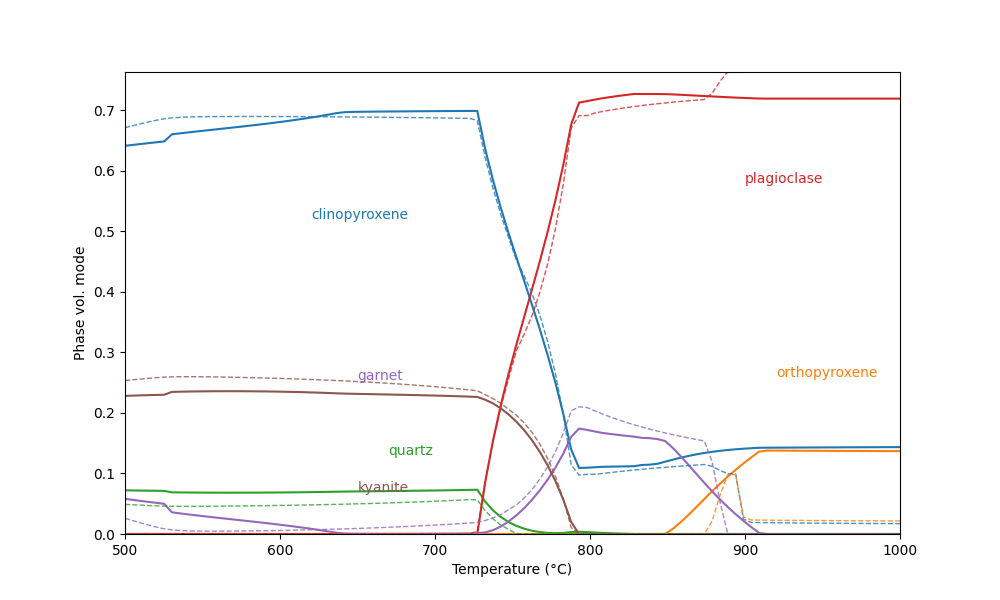 0.7
0.6
0.5
0.4
0.3
0.2
0.1
0.0
Phase vol. mode
plagioclase
clinopyroxene
garnet
orthopyroxene
quartz
kyanite
500 600 700 800 900 1000
Temperature (°C)